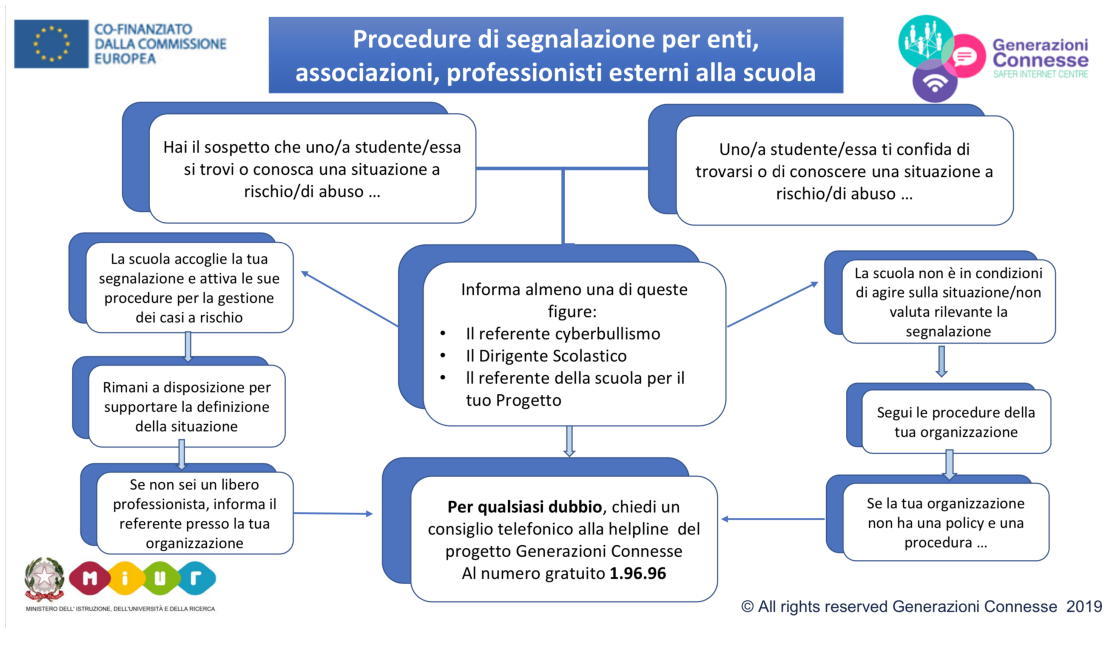 CO-FINANZIATO
DALLA COMMISSIONE
EUROPEA
Procedure di segnalazione per enti,
associazioni, professionisti esterni alla scuola
Generazioni
Connesse
SAFER INTERNET CENTRE
Hai il sospetto che uno/a studente/essa
si trovi o conosca una situazione a
rischio/di abuso …
Uno/a studente/essa ti confida di
trovarsi o di conoscere una situazione a
rischio/di abuso …
La scuola accoglie la tua
segnalazione e attiva le sue
procedure per la gestione
dei casi a rischio
Informa almeno una di queste
figure:
• Il referente cyberbullismo
• Il Dirigente Scolastico
• Il referente della scuola per il
tuo Progetto
La scuola non è in condizioni
di agire sulla situazione/non
valuta rilevante la
segnalazione
Rimani a disposizione per
supportare la definizione
della situazione
Segui le procedure della
tua organizzazione
Se non sei un libero
professionista, informa il
referente presso la tua
organizzazione
Per qualsiasi dubbio, chiedi un
consiglio telefonico alla helpline del
progetto Generazioni Connesse
Al numero gratuito 1.96.96
Se la tua organizzazione
non ha una policy e una
procedura …
miur
MINISTERO DELL' ISTRUZIONE, DELL'UNIVERSITÀ E DELLA RICERCA
© All rights reserved Generazioni Connesse 2019